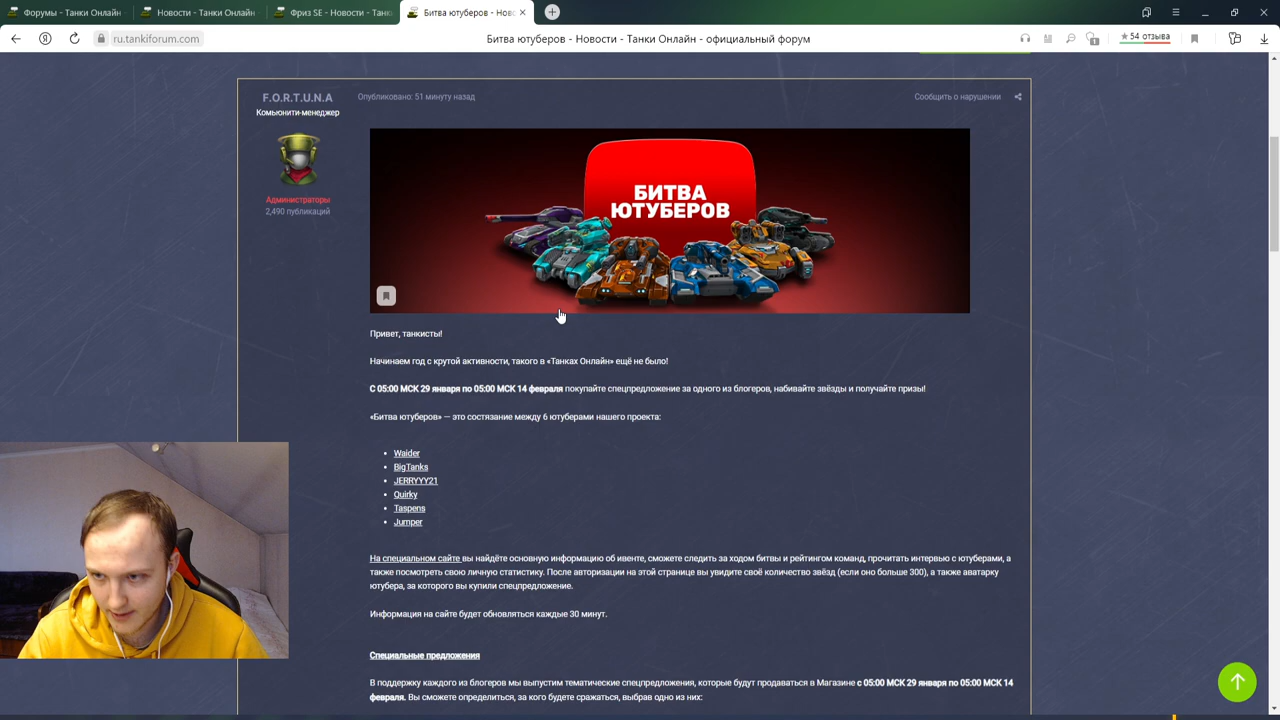 Форумы - Танки Онлайн
Новости - Танки Онлайн
Фриз SE - Новости - Танк
Битва ютуберов - Нов
ru.tankiforum.com
Битва ютуберов - Новости - Танки Онлайн - официальный форум
★ 54 отзыва
F.O.R.T.U.N.A
Комьюнити-менеджер
Опубликовано: 51 минуту назад
Сообщить о нарушении
Администраторы
2,490 публикаций
БИТВА
ЮТУБЕРОВ
Привет, танкисты!
Начинаем год с крутой активности, такого в «Танках Онлайн» ещё не было!
С 05:00 МСК 29 января по 05:00 МСК 14 февраля покупайте спецпредложение за одного из блогеров, набивайте звёзды и получайте призы!
«Битва ютуберов» — это состязание между 6 ютуберами нашего проекта:
• Waider
• BigTanks
• JERRYYY21
• Quirky
• Taspens
• Jumper
На специальном сайте вы найдёте основную информацию об ивенте, сможете следить за ходом битвы и рейтингом команд, прочитать интервью с ютуберами, а
также посмотреть свою личную статистику. После авторизации на этой странице вы увидите своё количество звёзд (если оно больше 300), а также аватарку
ютубера, за которого вы купили спецпредложение.
Информация на сайте будет обновляться каждые 30 минут.
Специальные предложения
В поддержку каждого из блогеров мы выпустим тематические спецпредложения, которые будут продаваться в Магазине с 05:00 МСК 29 января по 05:00 МСК 14
февраля. Вы сможете определиться, за кого будете сражаться, выбрав одно из них: